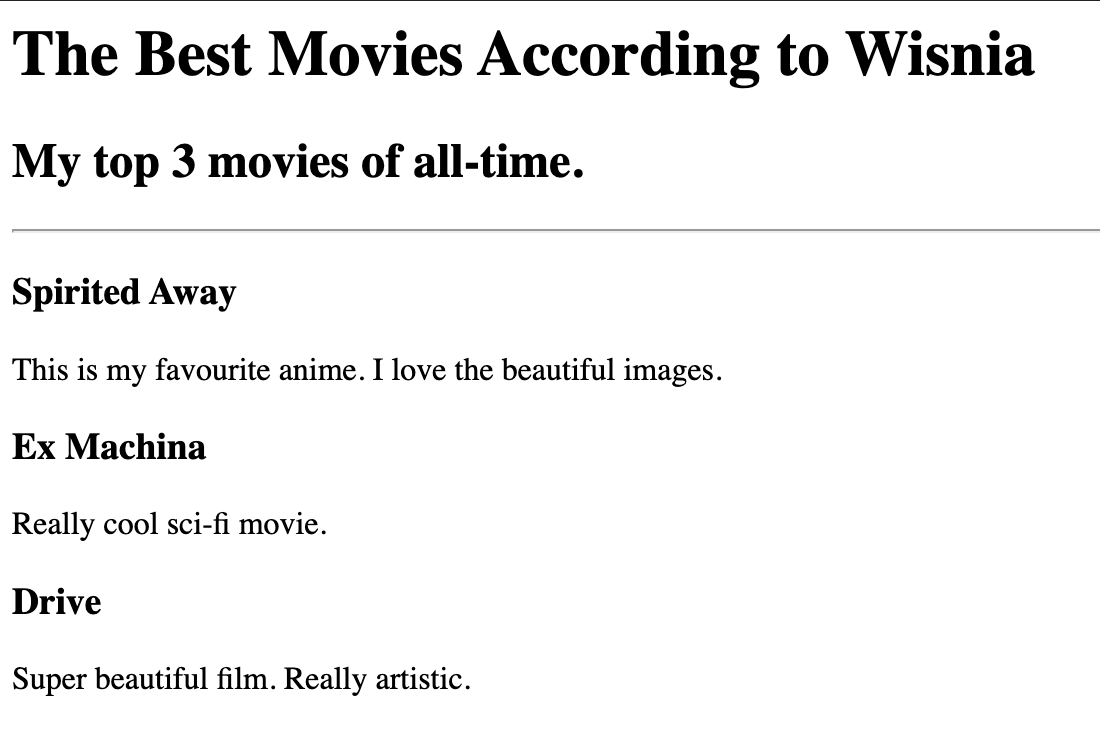 The Best Movies According to Wisnia
My top 3 movies of all-time.
Spirited Away
This is my favourite anime. I love the beautiful images.
Ex Machina
Really cool sci-fi movie.
Drive
Super beautiful film. Really artistic.